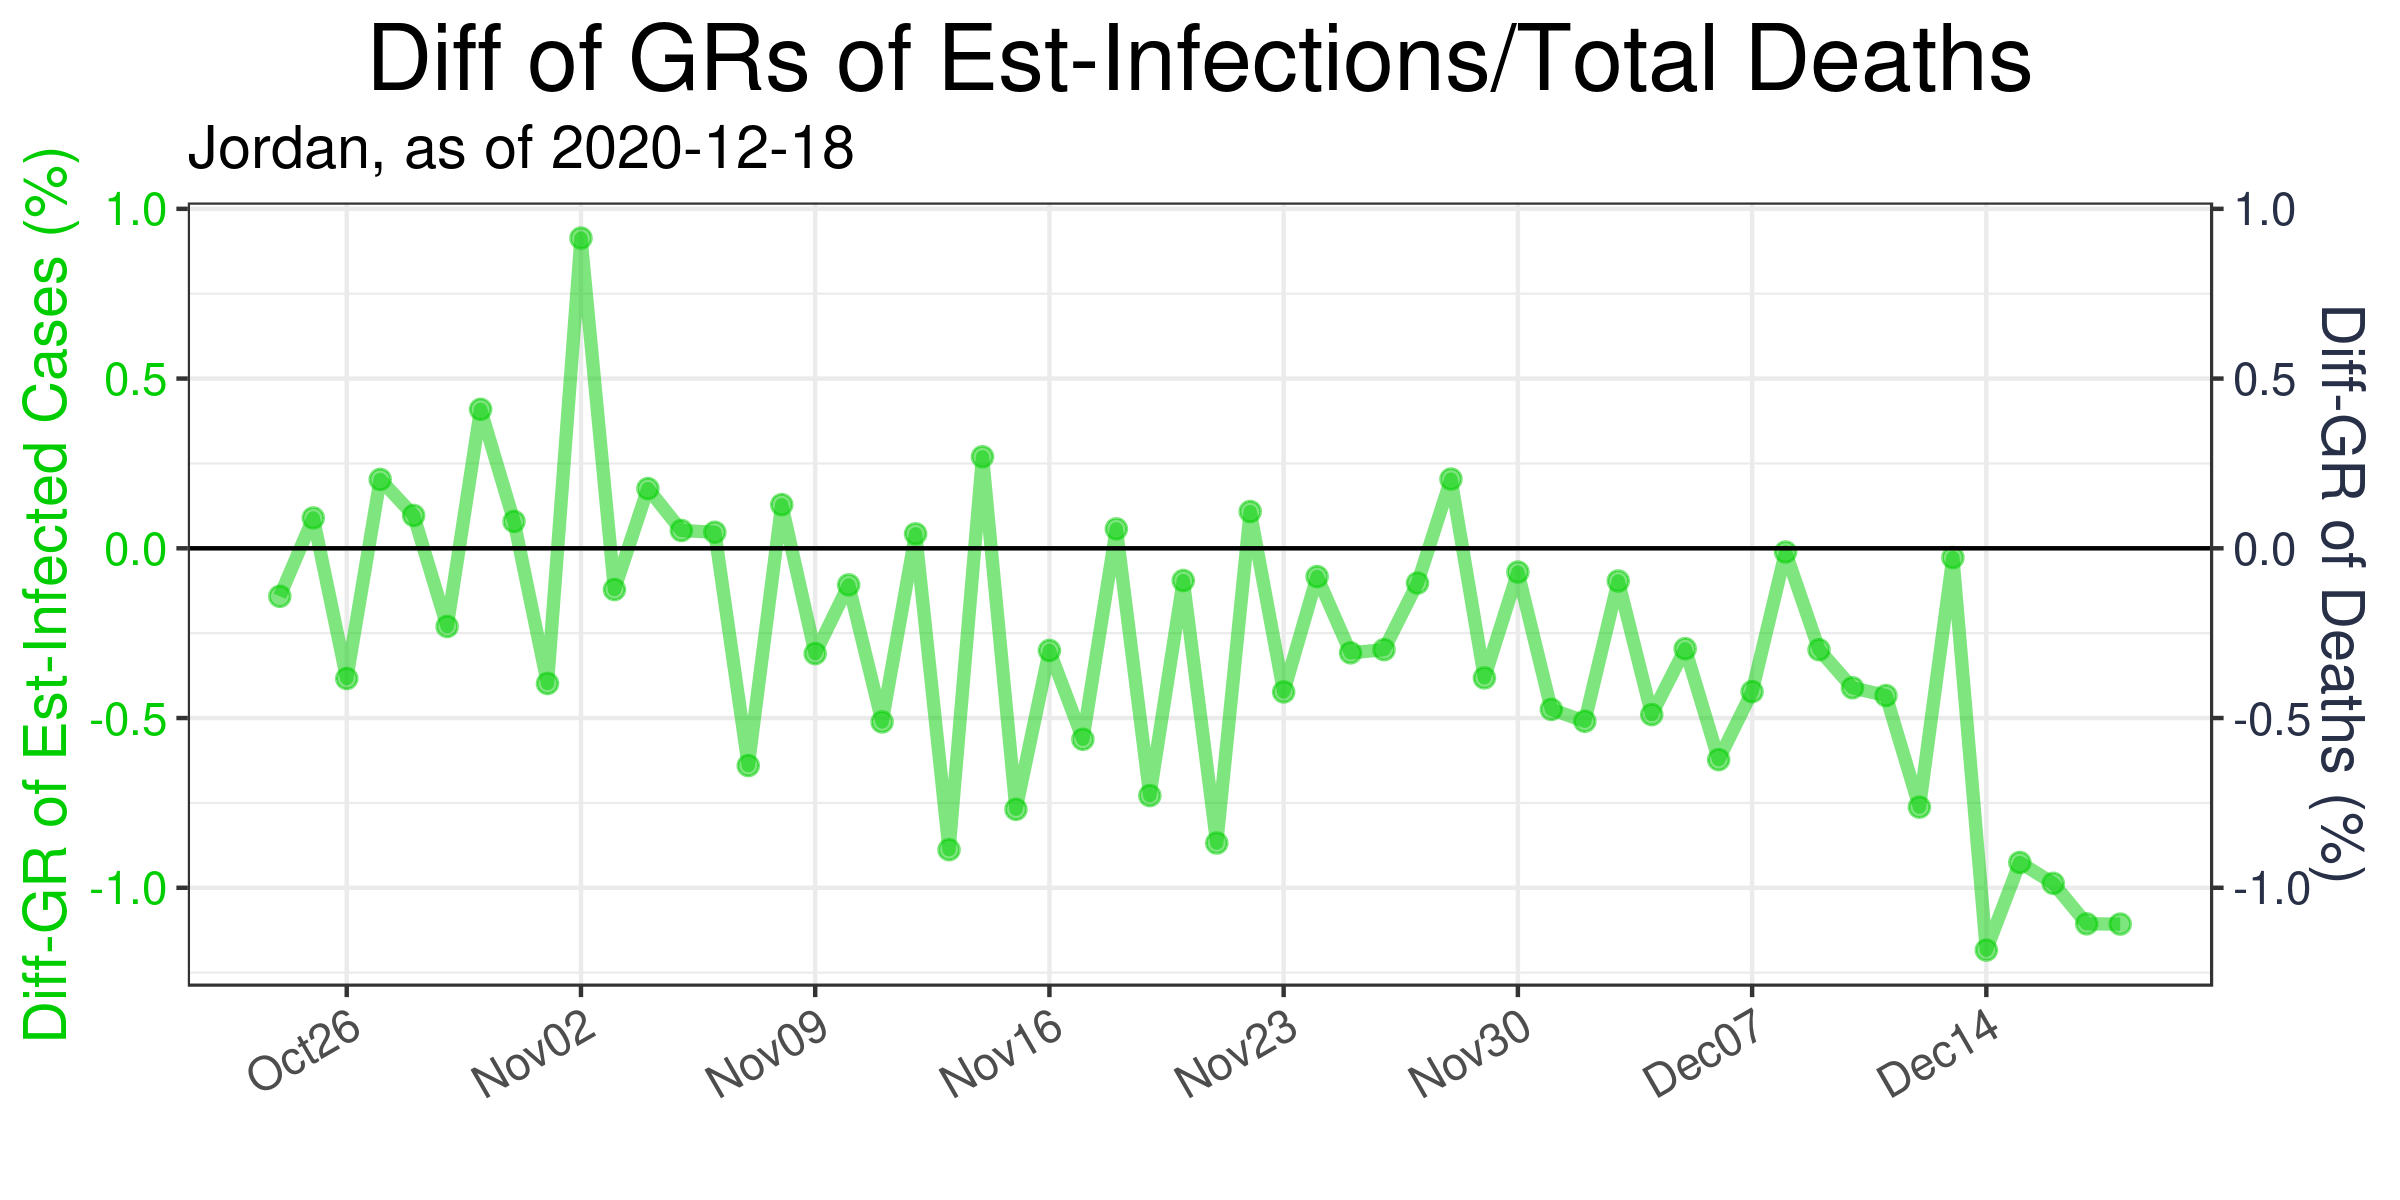 Diff of GRs of Est-Infections/Total Deaths
Jordan, as of 2020-12-18
Diff-GR of Est-Infected Cases (%)
1.0
0.5
0.0
-0.5
-1.0
1.0
0.5
0.0
-0.5
-1.0
Diff-GR of Deaths (%)
Oct26
Nov02
Nov09
Nov16
Nov23
Nov30
Dec07
Dec14